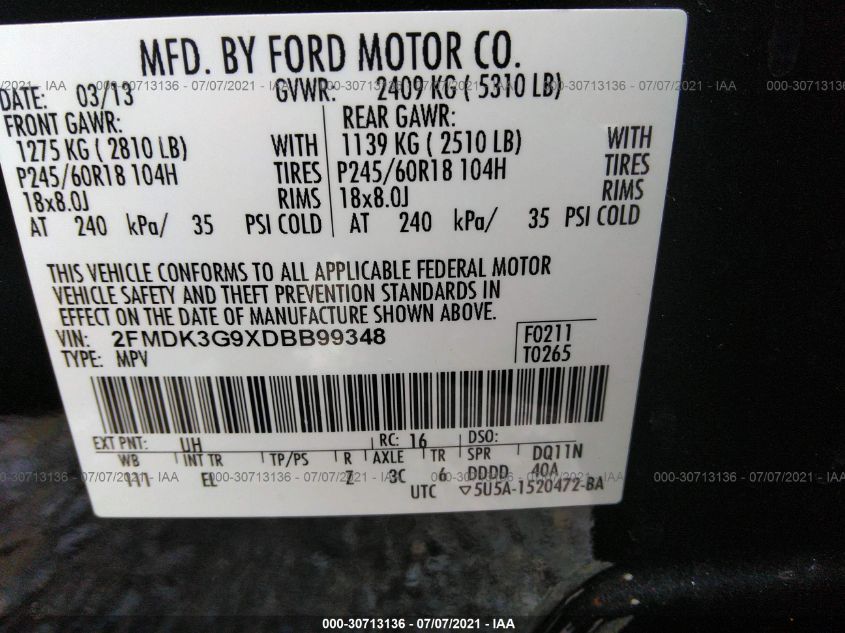 MFD. BY FORD MOTOR CO.
DATE: 03/13 GVWR: 2409 KG ( 5310 LB)
FRONT GAWR: REAR GAWR:
1275 KG ( 2810 LB) WITH 1139 KG ( 2510 LB) WITH
P245/60R18 104H TIRES P245/60R18 104H TIRES
18x8.0J RIMS 18x8.0J RIMS
AT 240 kPa/ 35 PSI COLD AT 240 kPa/ 35 PSI COLD
THIS VEHICLE CONFORMS TO ALL APPLICABLE FEDERAL MOTOR
VEHICLE SAFETY AND THEFT PREVENTION STANDARDS IN
EFFECT ON THE DATE OF MANUFACTURE SHOWN ABOVE.
VIN: 2FMDK3G9XDBB99348 F0211
TYPE: MPV T0265
EXT PNT: UH RC: 16 DSO:
WB INT TR TP/PS R AXLE TR SPR DQ11N
111 EL Z 3C 6 DDDD 40A
UTC ▽5U5A-1520472-BA
000-30713136 - 07/07/2021 - IAA